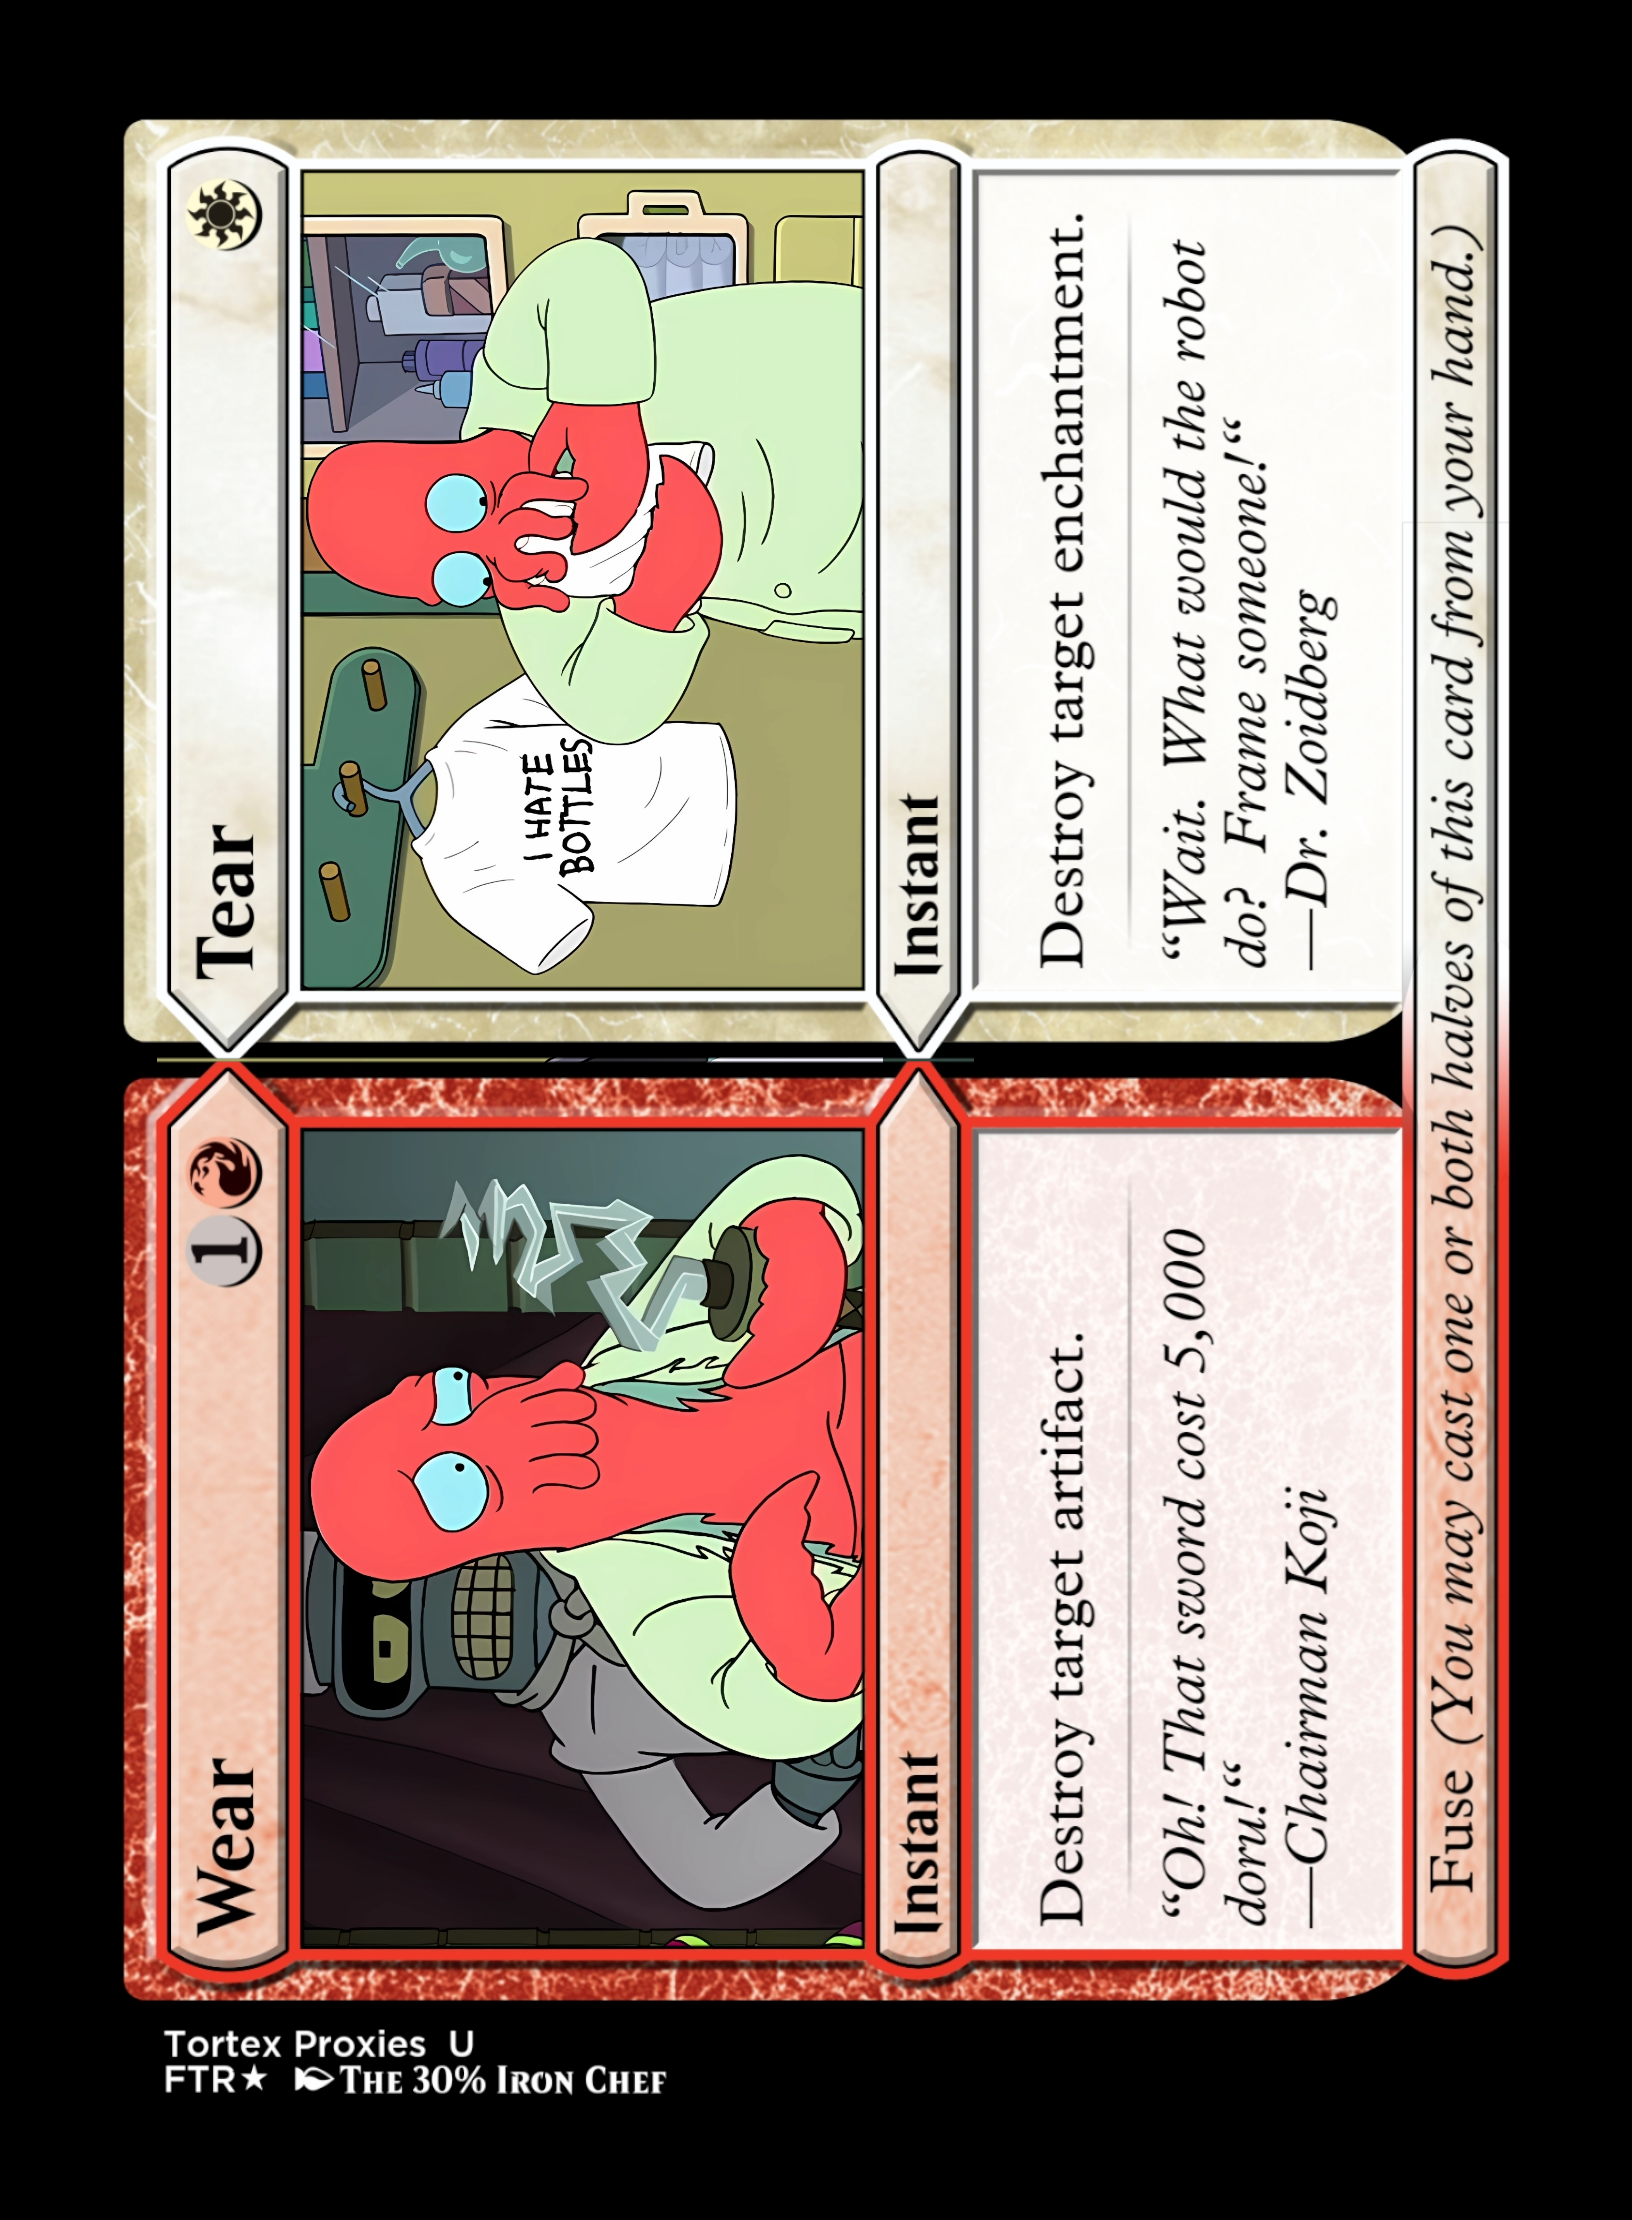 Wear
1
Instant
Destroy target artifact.
“Oh! That sword cost 5,000
doru!“
—Chairman Koji
Tear
I HATE
BOTTLES
Instant
Destroy target enchantment.
“Wait. What would the robot
do? Frame someone!“
—Dr. Zoidberg
Fuse (You may cast one or both halves of this card from your hand.)
Tortex Proxies U
FTR★ The 30% Iron Chef